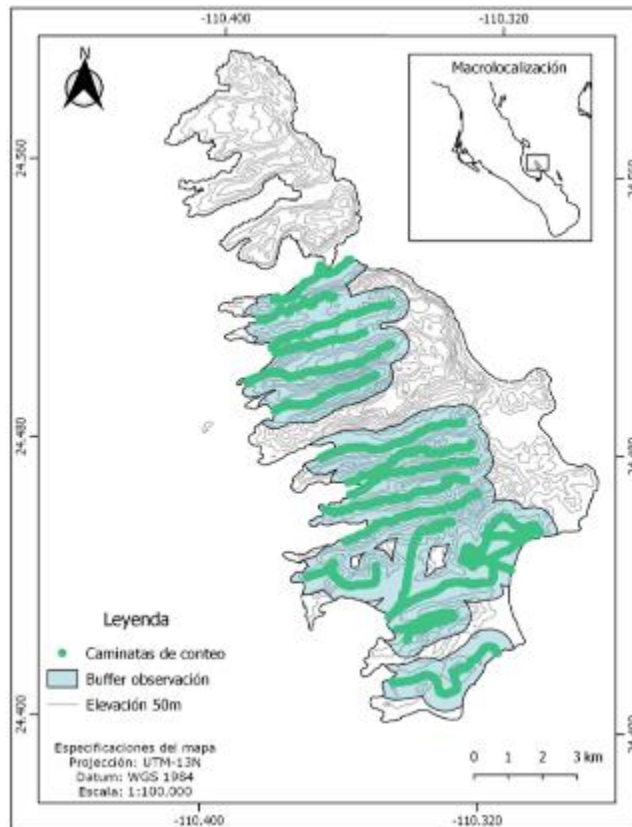 -110.400 -110.320
N
Macrolocalización
24.560
24.480
24.400
Leyenda
Caminatas de conteo
Buffer observación
Elevación 50m
Especificaciones del mapa
Projección: UTM-13N
Datum: WGS 1984
Escala: 1:100,000
0 1 2 3 km
-110.400 -110.320